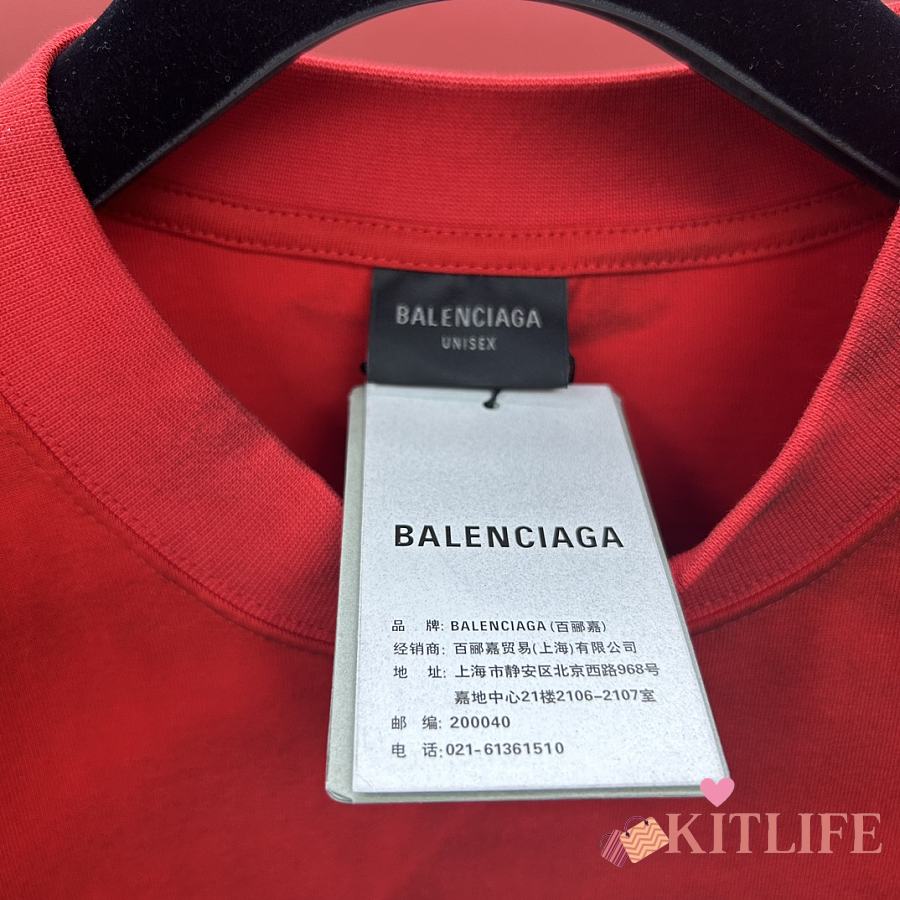 BALENCIAGA
UNISEX
BALENCIAGA
品 牌: BALENCIAGA (百郦嘉)
经销商: 百郦嘉贸易(上海)有限公司
地 址: 上海市静安区北京西路968号
嘉地中心21楼2106-2107室
邮 编: 200040
电 话:021-61361510
KITLIFE